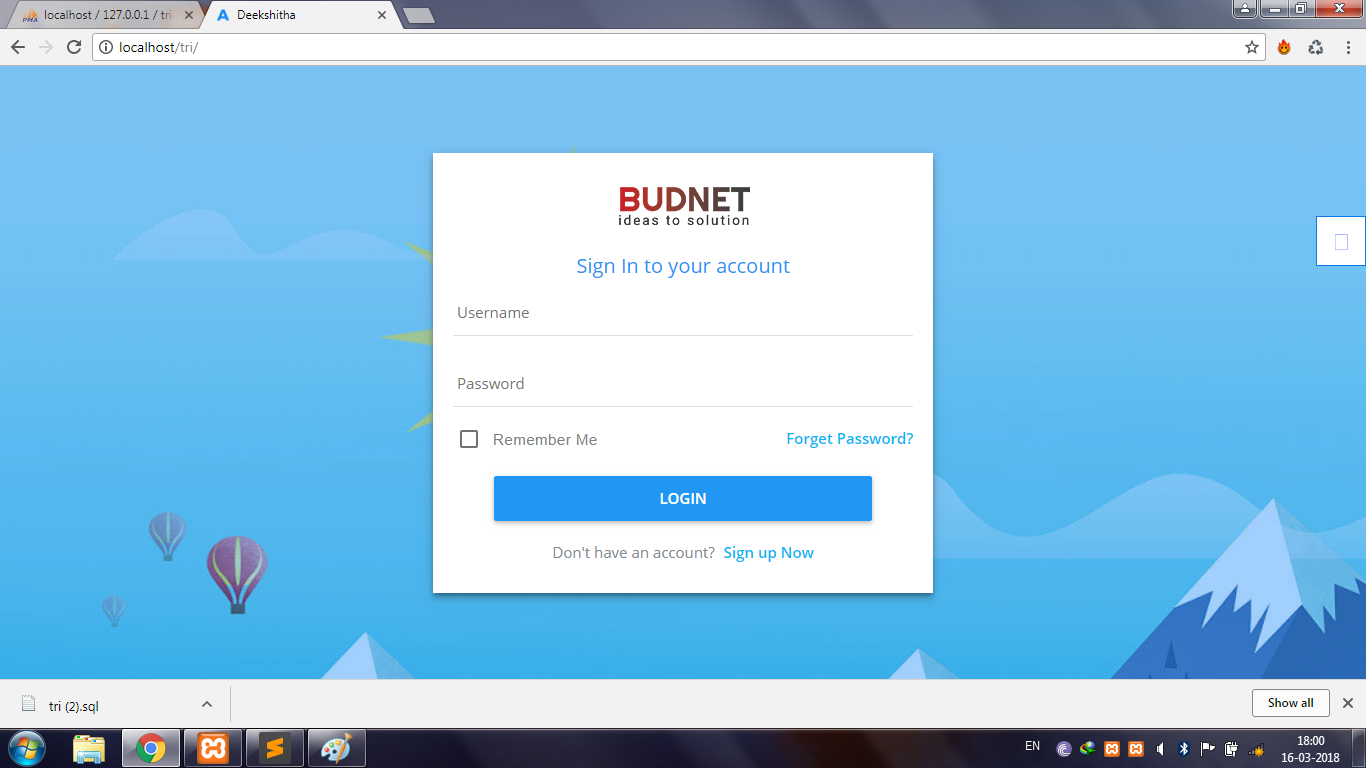 localhost / 127.0.0.1 / tri
Deekshitha
localhost/tri/
BUDNET
ideas to solution
Sign In to your account
Username
Password
Remember Me
Forget Password?
LOGIN
Don't have an account? Sign up Now
tri (2).sql
Show all
EN
18:00
16-03-2018